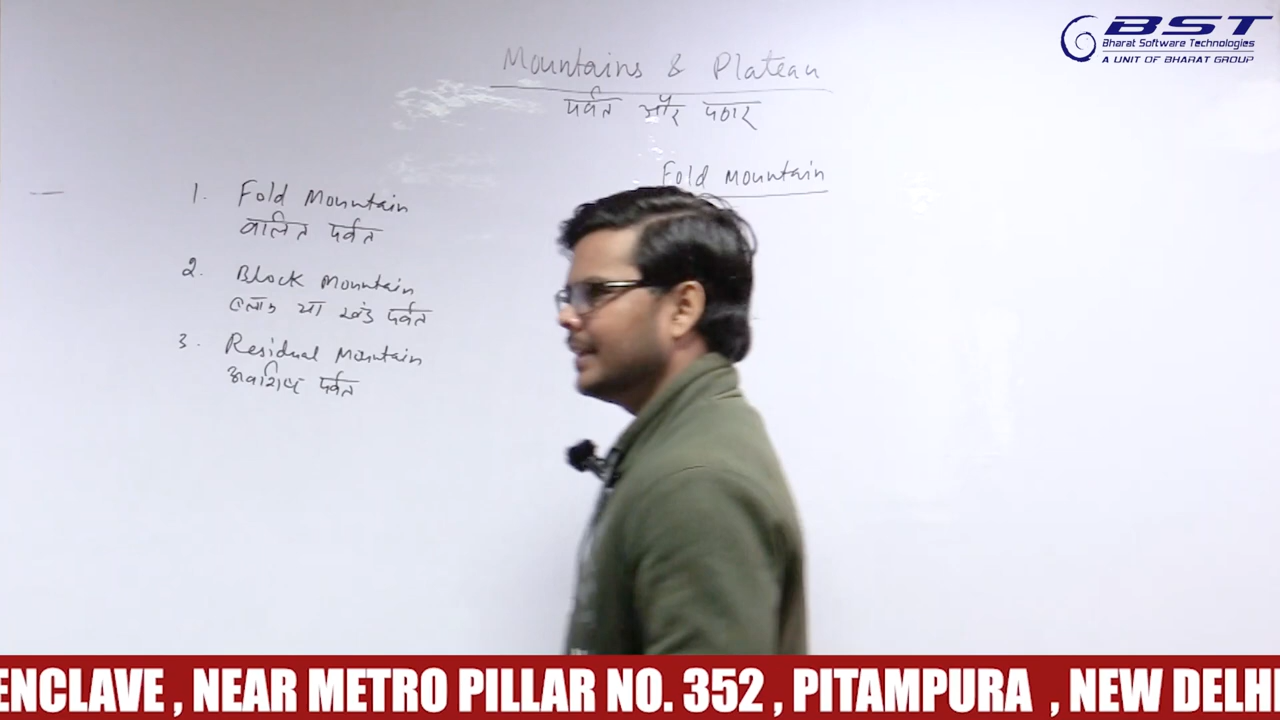 BST
Bharat Software Technologies
A UNIT OF BHARAT GROUP
Mountains & Plateau
पर्वत और पठार
Fold Mountain
1. Fold Mountain
वालित पर्वत
2. Block Mountain
ब्लाक या खंड पर्वत
3. Residual Mountain
अवशिष्ट पर्वत
ENCLAVE , NEAR METRO PILLAR NO. 352 , PITAMPURA , NEW DELHI